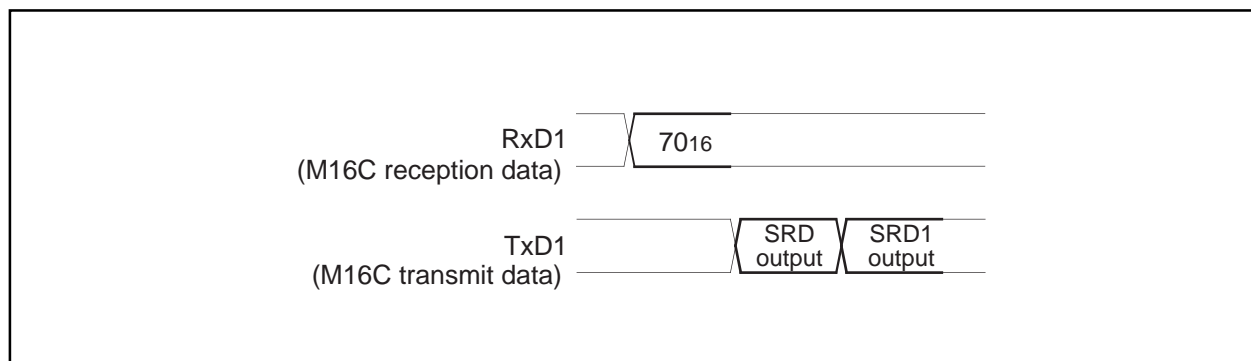 RxD1
(M16C reception data)
7016
TxD1
(M16C transmit data)
SRD
output
SRD1
output